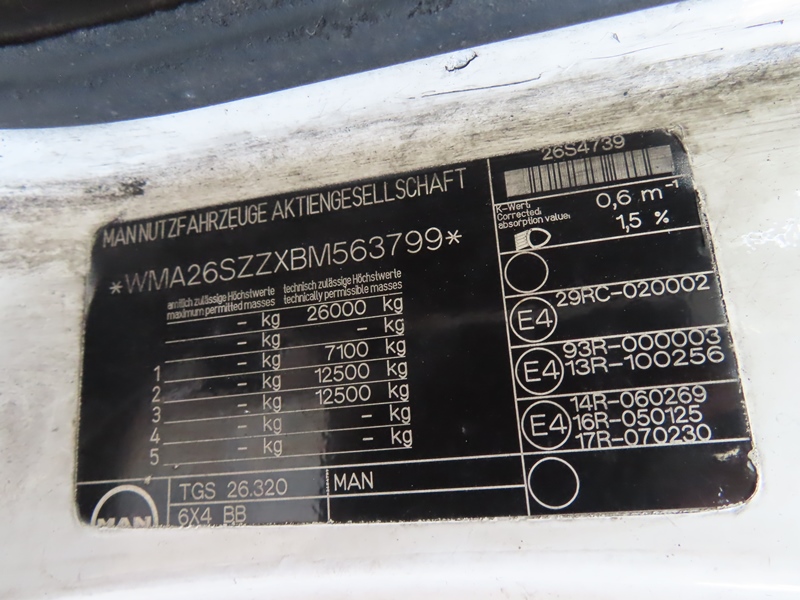 26S4739
MAN NUTZFAHRZEUGE AKTIENGESELLSCHAFT
K-Wert:
Corrected absorption value:
0,6 m⁻¹
1,5 %
*WMA26SZZXBM563799*
amtlich zulässige Höchstwerte technisch zulässige Höchstwerte
maximum permitted masses technically permissible masses
- kg 26000 kg
- kg - kg
1 - kg 7100 kg
2 - kg 12500 kg
3 - kg 12500 kg
4 - kg - kg
5 - kg - kg
E4 29RC-020002
E4 93R-000003
13R-100256
E4 14R-060269
16R-050125
17R-070230
MAN TGS 26.320 MAN
6X4 BB